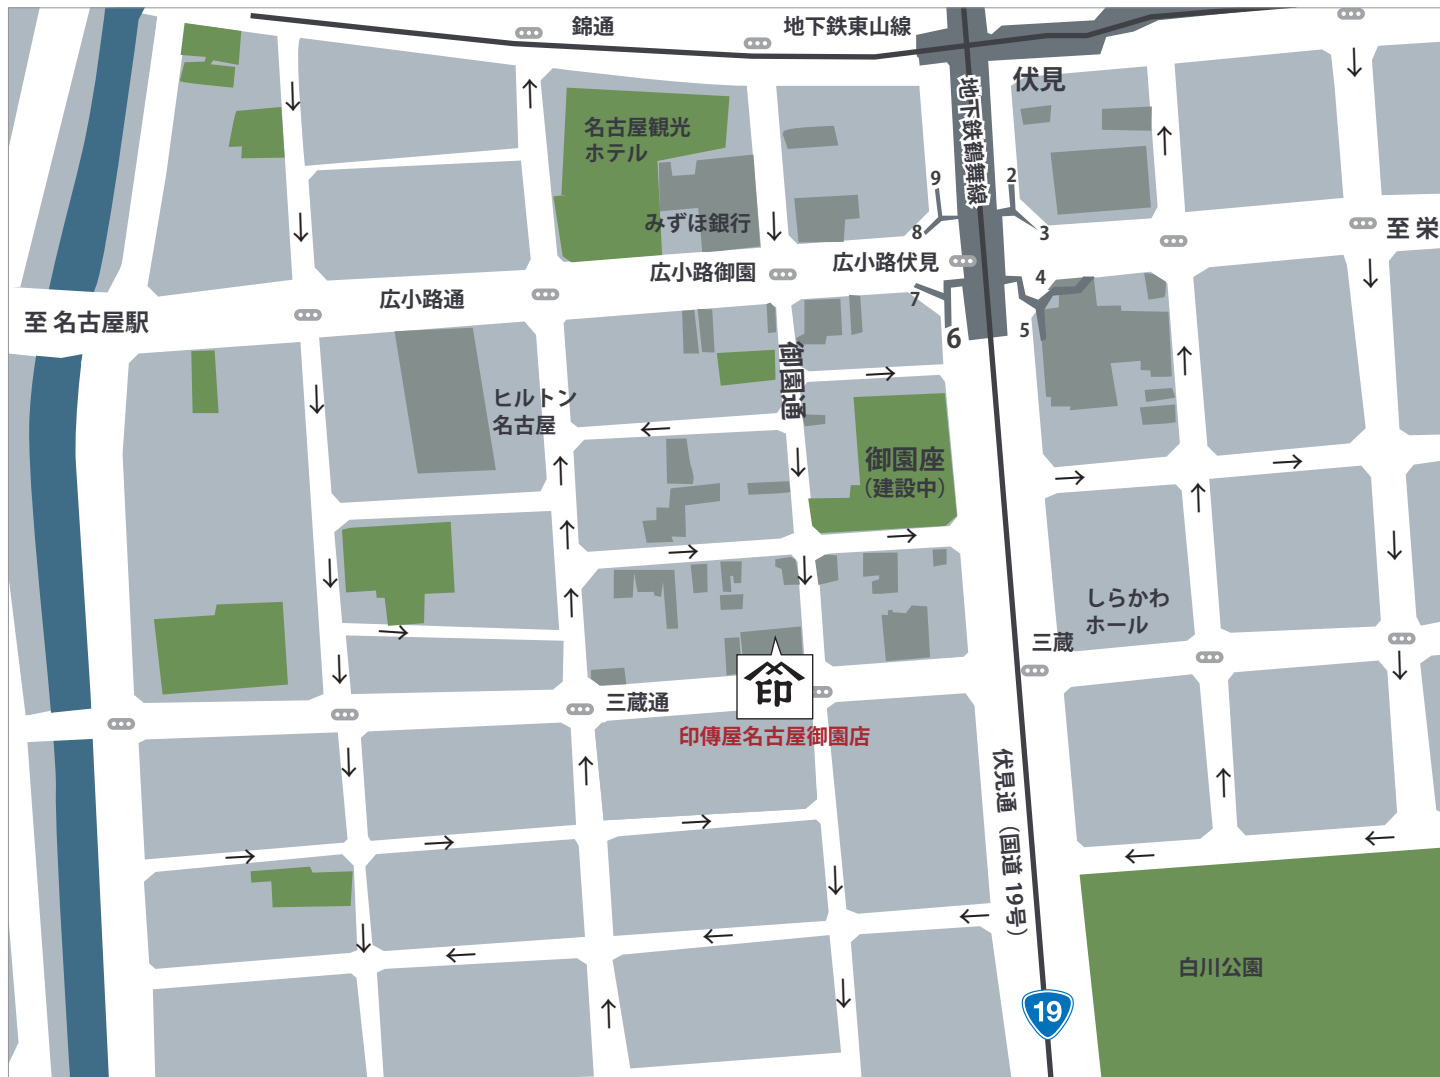 錦通
地下鉄東山線
伏見
地下鉄鶴舞線
名古屋観光
ホテル
みずほ銀行
9
2
8
3
至 栄
広小路御園
広小路伏見
4
7
広小路通
至 名古屋駅
6
5
御園通
ヒルトン
名古屋
御園座
（建設中）
しらかわ
ホール
三蔵
印
三蔵通
印傳屋名古屋御園店
伏見通（国道 19号）
白川公園
19